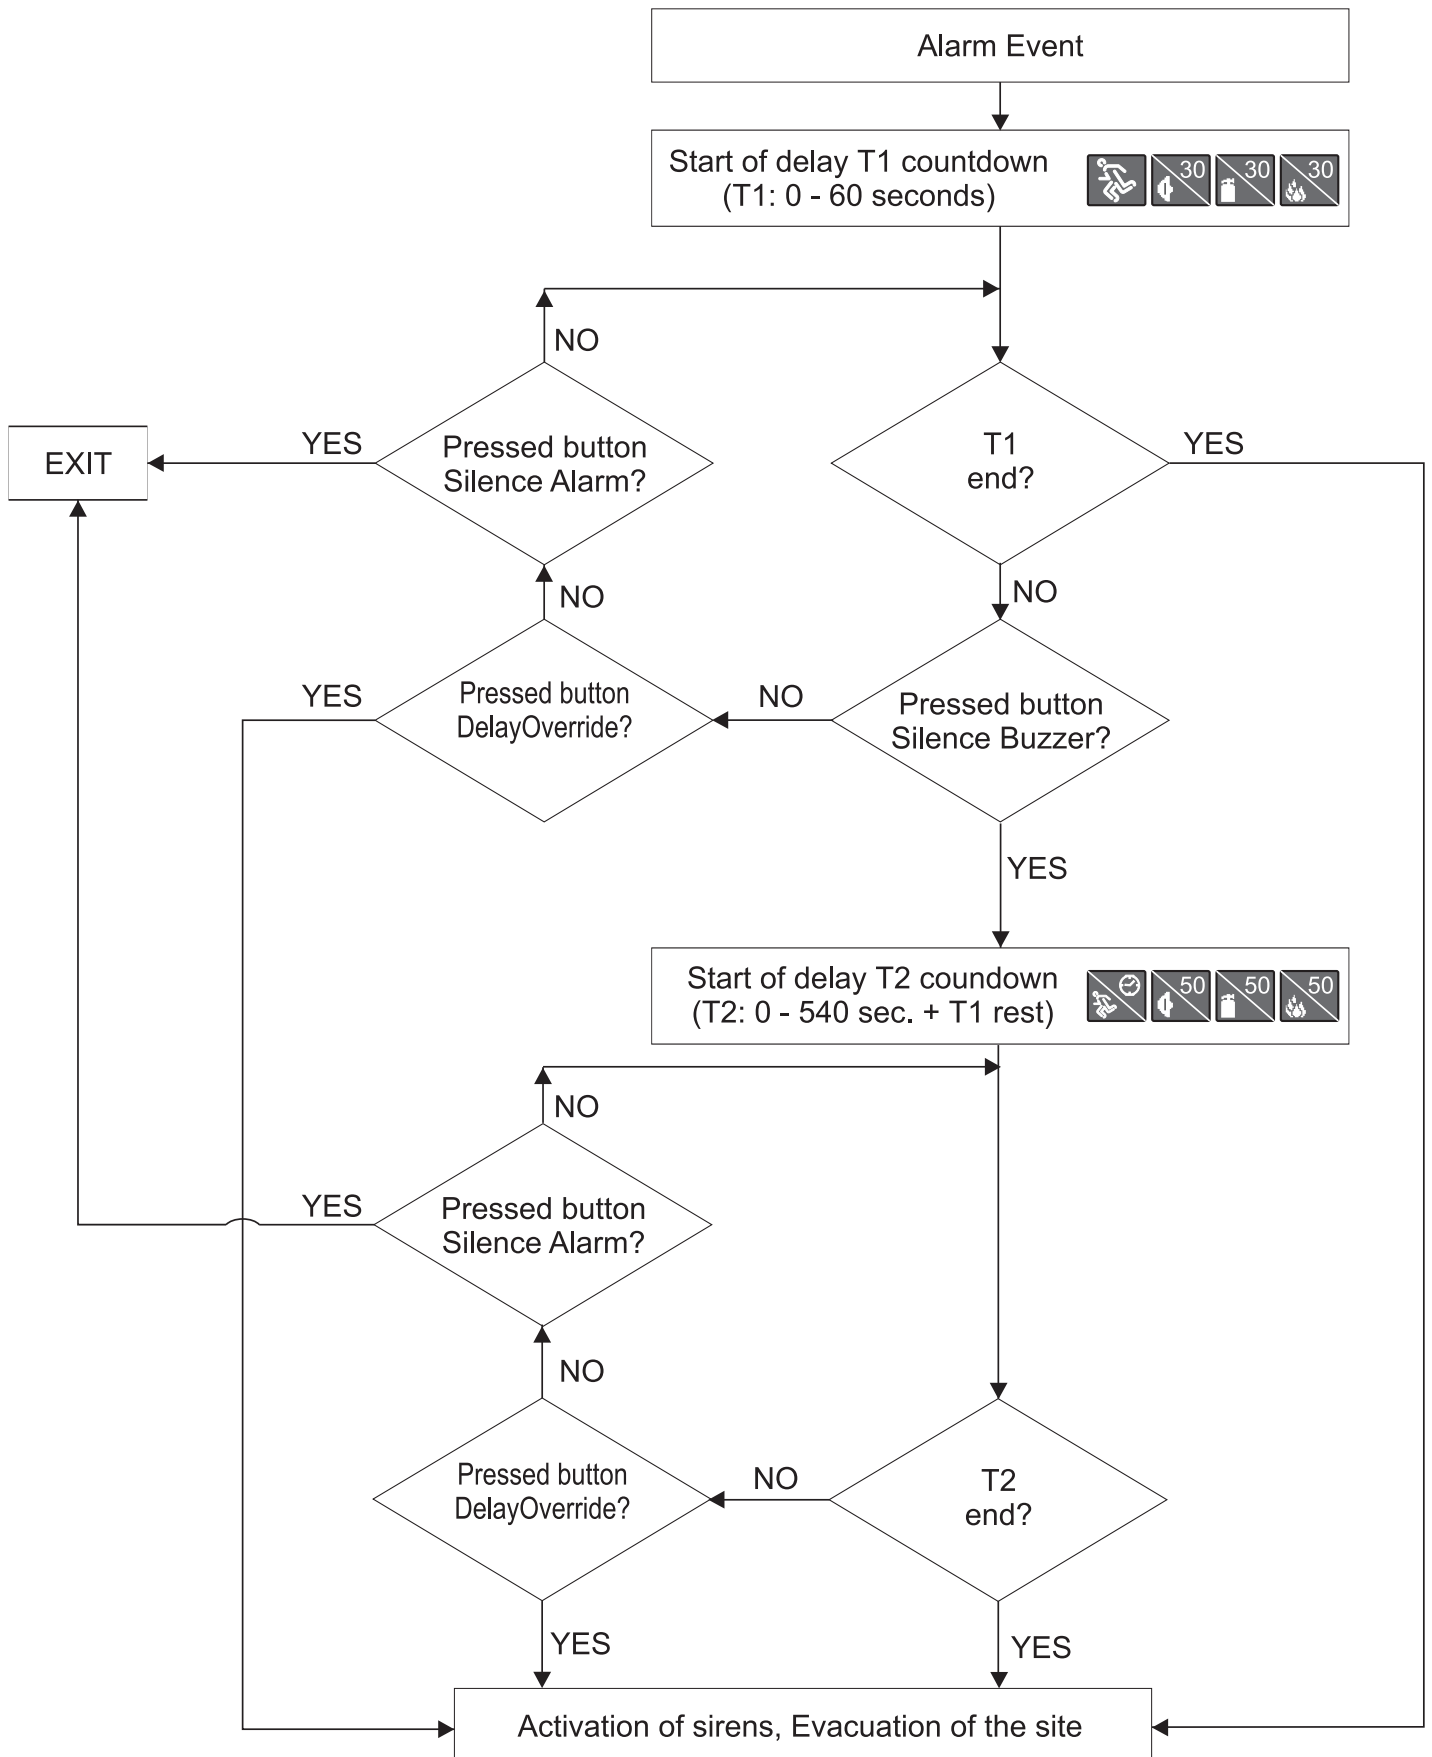 Alarm Event
Start of delay T1 countdown
(T1: 0 - 60 seconds)
30
30
30
NO
Pressed button
Silence Alarm?
YES
EXIT
T1
end?
YES
NO
NO
Pressed button
DelayOverride?
YES
NO
Pressed button
Silence Buzzer?
YES
Start of delay T2 coundown
(T2: 0 - 540 sec. + T1 rest)
50
50
50
NO
Pressed button
Silence Alarm?
YES
NO
Pressed button
DelayOverride?
NO
T2
end?
YES
YES
Activation of sirens, Evacuation of the site